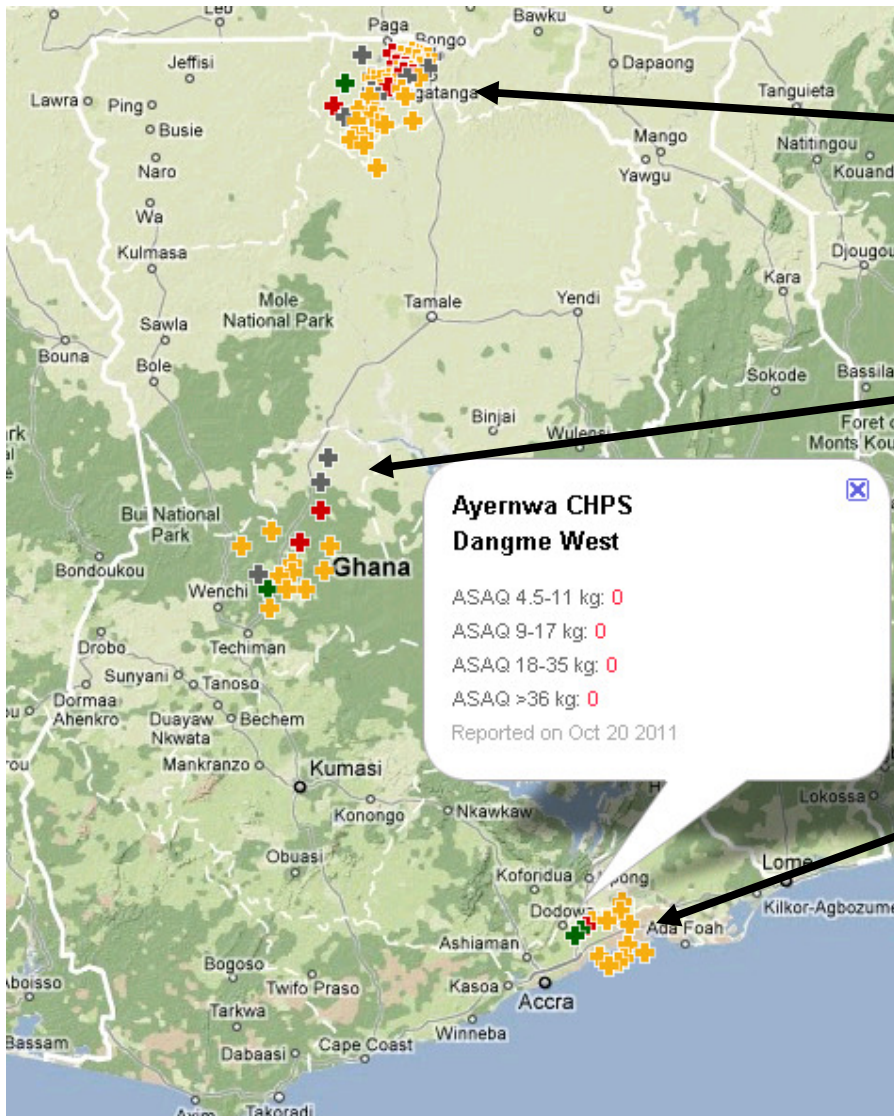 Leo
Paga
Bongo
Bawku
Jeffisi
Dapaong
gatanga
Lawra
Ping
Tanguieta
Busie
Mango
Natitingou
Naro
Yawgu
Kouand
Wa
Kulmasa
Djougou
Kara
Mole
National Park
Tamale
Yendi
Sawla
Bouna
Bole
Sokode
Bassila
Binjai
Foret
Monts Kou
Wulensi
Bui National
Park
Ayernwa CHPS
Dangme West
ASAQ 4.5-11 kg: 0
ASAQ 9-17 kg: 0
ASAQ 18-35 kg: 0
ASAQ >36 kg: 0
Reported on Oct 20 2011
Bondoukou
Ghana
Wenchi
Techiman
Drobo
Sunyani
Tanoso
Dormaa
Ahenkro
Duayaw
Nkwata
Bechem
Mankranzo
Kumasi
Konongo
Nkawkaw
Lokossa
Obuasi
Koforidua
pong
Lome
Kilkor-Agbozume
Dodowa
Ada Foah
Ashiaman
Bogoso
Aboisso
Twifo Praso
Kasoa
Accra
Tarkwa
Winneba
Bassam
Dabaasi
Cape Coast
Axim
Takoradi